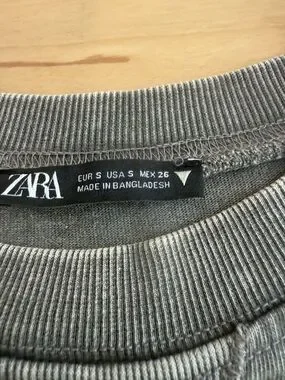 ZARA
EUR S USA S MEX 26
MADE IN BANGLADESH